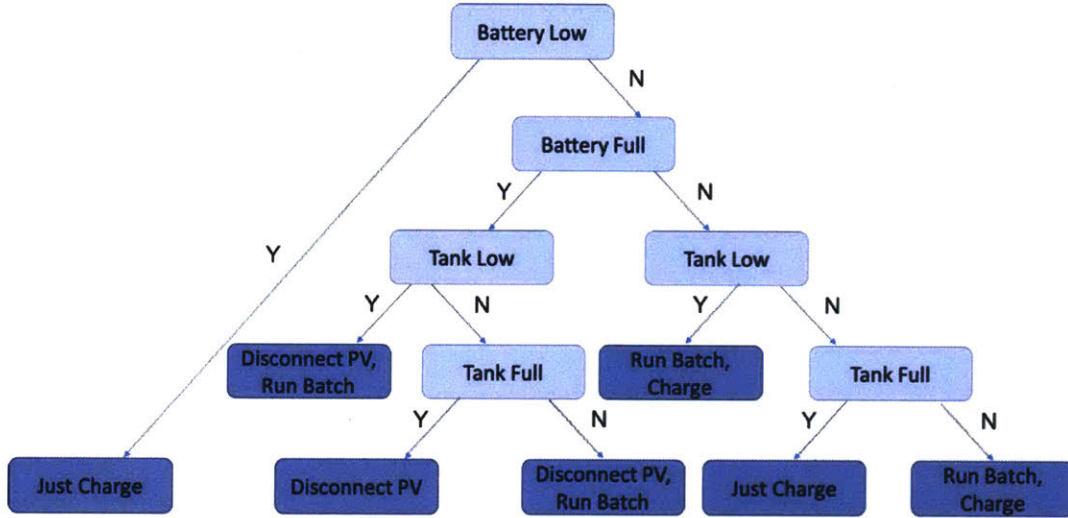 Battery Low
N
Battery Full
Y
N
Y
Tank Low
Tank Low
Y
N
Y
N
Disconnect PV,
Run Batch
Tank Full
Run Batch,
Charge
Tank Full
Y
N
Y
N
Just Charge
Disconnect PV
Disconnect PV,
Run Batch
Just Charge
Run Batch,
Charge